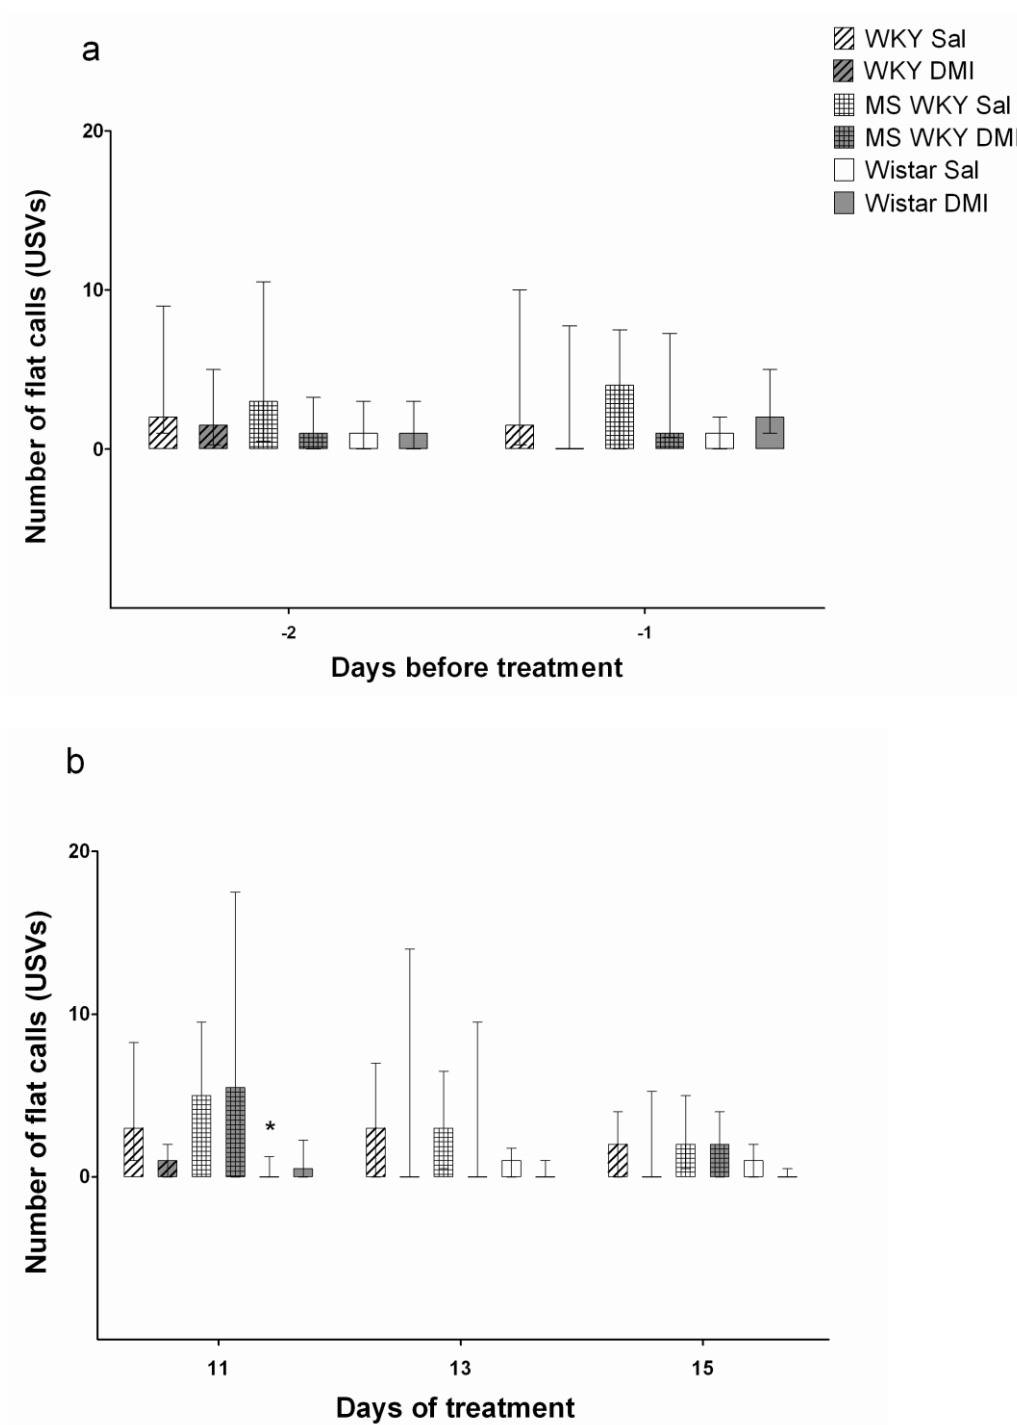 a
WKY Sal
WKY DMI
MS WKY Sal
MS WKY DMI
Wistar Sal
Wistar DMI
Number of flat calls (USVs)
20
10
0
-2
-1
Days before treatment
b
Number of flat calls (USVs)
20
10
0
*
11
13
15
Days of treatment